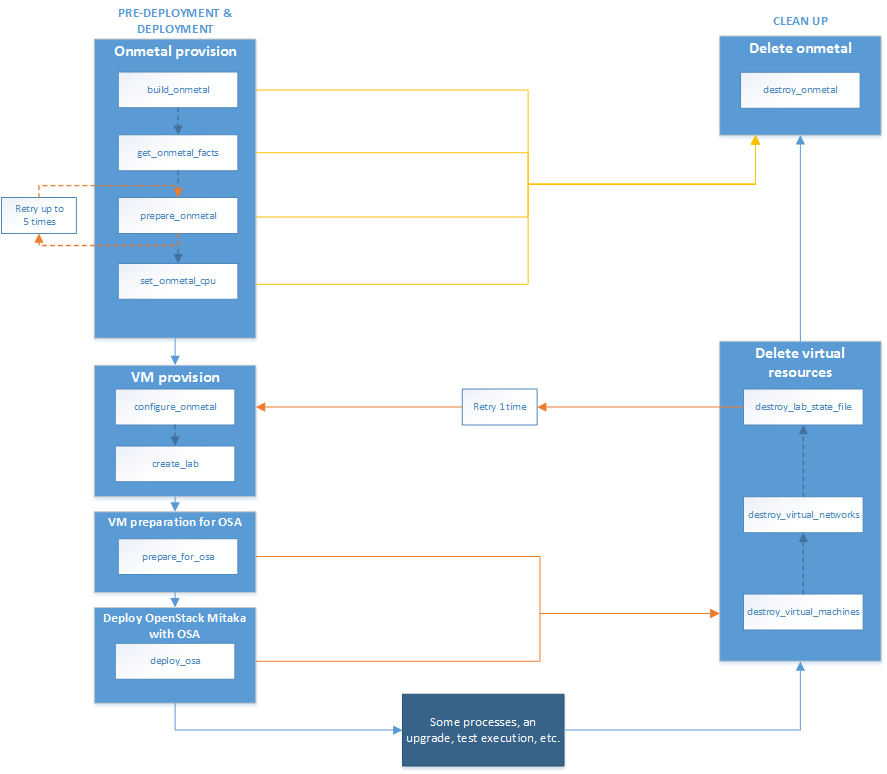 PRE-DEPLOYMENT &
DEPLOYMENT
Onmetal provision
build_onmetal
get_onmetal_facts
prepare_onmetal
set_onmetal_cpu
Retry up to
5 times
VM provision
configure_onmetal
create_lab
VM preparation for OSA
prepare_for_osa
Deploy OpenStack Mitaka
with OSA
deploy_osa
Some processes, an
upgrade, test execution, etc.
Retry 1 time
CLEAN UP
Delete onmetal
destroy_onmetal
Delete virtual
resources
destroy_lab_state_file
destroy_virtual_networks
destroy_virtual_machines